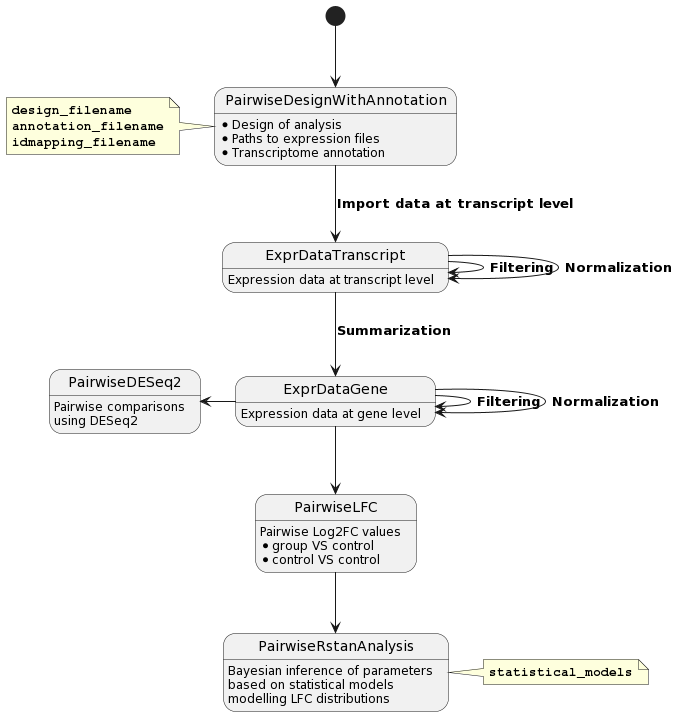 design_filename
annotation_filename
idmapping_filename
PairwiseDesignWithAnnotation
• Design of analysis
• Paths to expression files
• Transcriptome annotation
Import data at transcript level
ExprDataTranscript
Expression data at transcript level
Filtering
Normalization
Summarization
PairwiseDESeq2
Pairwise comparisons
using DESeq2
ExprDataGene
Expression data at gene level
Filtering
Normalization
PairwiseLFC
Pairwise Log2FC values
• group VS control
• control VS control
PairwiseRstanAnalysis
Bayesian inference of parameters
based on statistical models
modelling LFC distributions
statistical_models